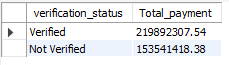 verification_status Total_payment
Verified 219892307.54
Not Verified 153541418.38